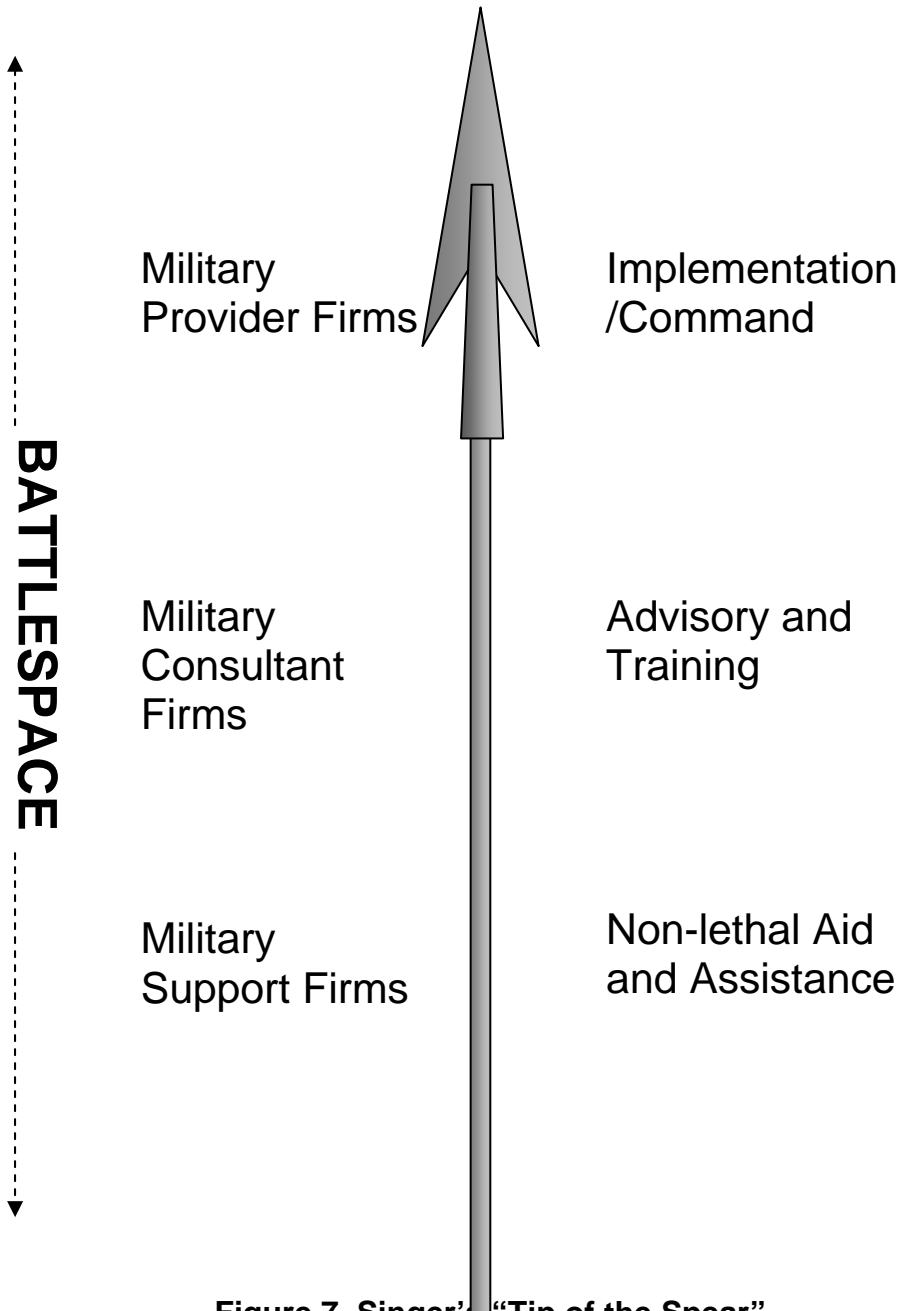 Military
Provider Firms
Implementation
/Command
BATTLESPACE
Military
Consultant
Firms
Advisory and
Training
Military
Support Firms
Non-lethal Aid
and Assistance
Figure 7. Singer's “Tip of the Spear”